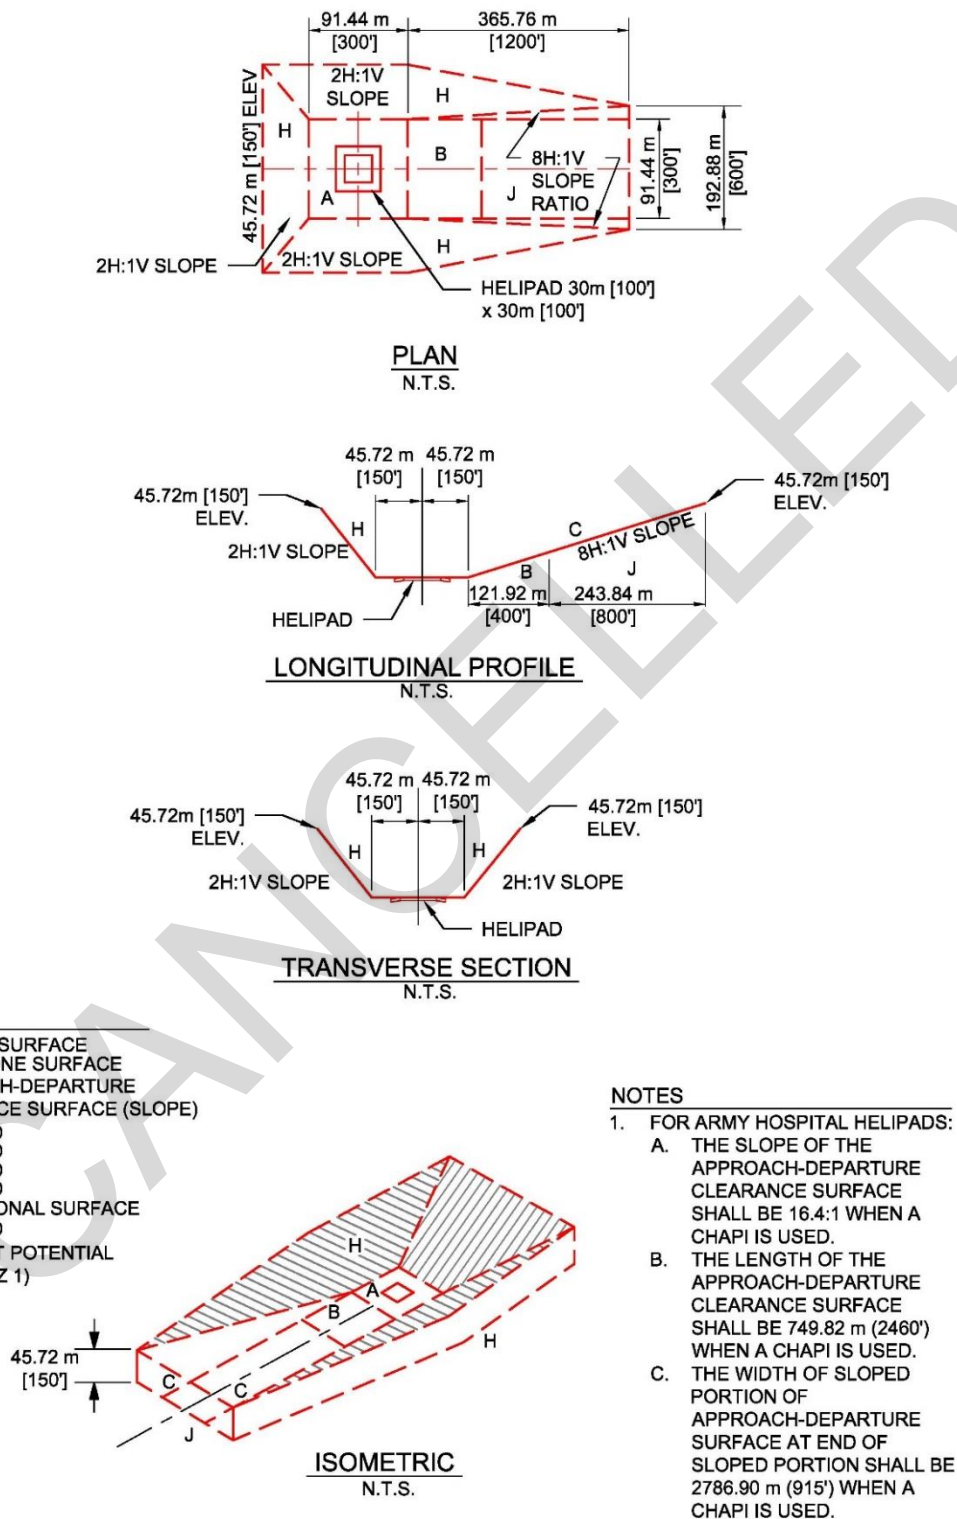 91.44 m
[300']
365.76 m
[1200']
45.72 m [150'] ELEV
2H:1V
SLOPE
H
H
B
8H:1V
SLOPE
RATIO
J
A
91.44 m
[300']
192.88 m
[600']
H
2H:1V SLOPE
2H:1V SLOPE
HELIPAD 30m [100']
x 30m [100']
PLAN
N.T.S.
45.72 m 45.72 m
[150'] [150']
45.72m [150']
ELEV.
45.72m [150']
ELEV.
H
2H:1V SLOPE
C
8H:1V SLOPE
B
J
121.92 m
[400']
243.84 m
[800']
HELIPAD
LONGITUDINAL PROFILE
N.T.S.
45.72 m 45.72 m
[150'] [150']
45.72m [150']
ELEV.
45.72m [150']
ELEV.
H
H
2H:1V SLOPE
2H:1V SLOPE
HELIPAD
TRANSVERSE SECTION
N.T.S.
CANCELLED
SURFACE
NE SURFACE
H-DEPARTURE
CE SURFACE (SLOPE)
ONAL SURFACE
T POTENTIAL
Z 1)
H
A
B
H
45.72 m
[150']
C
C
J
ISOMETRIC
N.T.S.
NOTES
1. FOR ARMY HOSPITAL HELIPADS:
A. THE SLOPE OF THE
APPROACH-DEPARTURE
CLEARANCE SURFACE
SHALL BE 16.4:1 WHEN A
CHAPI IS USED.
B. THE LENGTH OF THE
APPROACH-DEPARTURE
CLEARANCE SURFACE
SHALL BE 749.82 m (2460')
WHEN A CHAPI IS USED.
C. THE WIDTH OF SLOPED
PORTION OF
APPROACH-DEPARTURE
SURFACE AT END OF
SLOPED PORTION SHALL BE
2786.90 m (915') WHEN A
CHAPI IS USED.